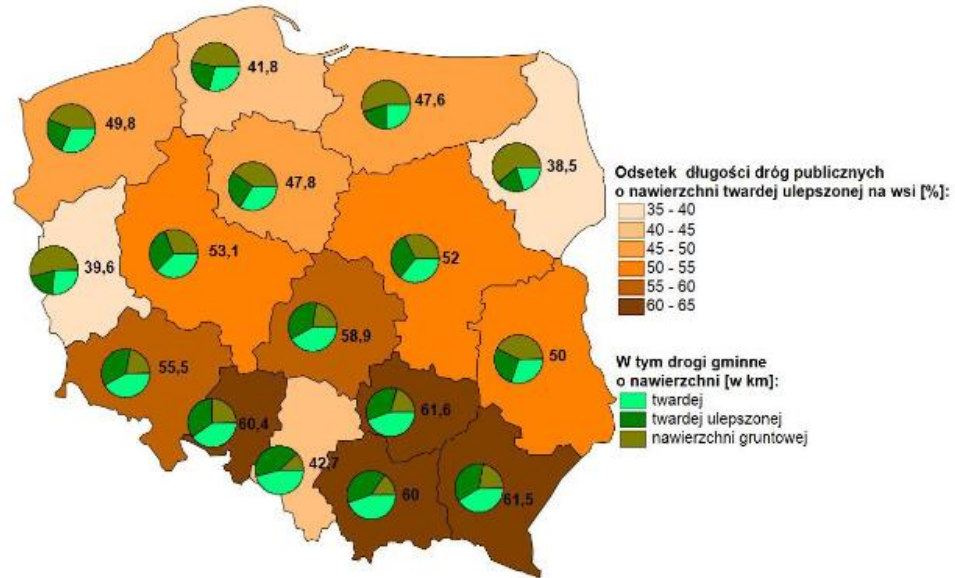 41,8
47,6
49,8
38,5
47,8
53,1
52
39,6
58,9
50
55,5
61,6
60,4
42,7
60
61,5
Odsetek długości dróg publicznych
o nawierzchni twardej ulepszonej na wsi [%]:
35 - 40
40 - 45
45 - 50
50 - 55
55 - 60
60 - 65
W tym drogi gminne
o nawierzchni [w km]:
twardej
twardej ulepszonej
nawierzchni gruntowej